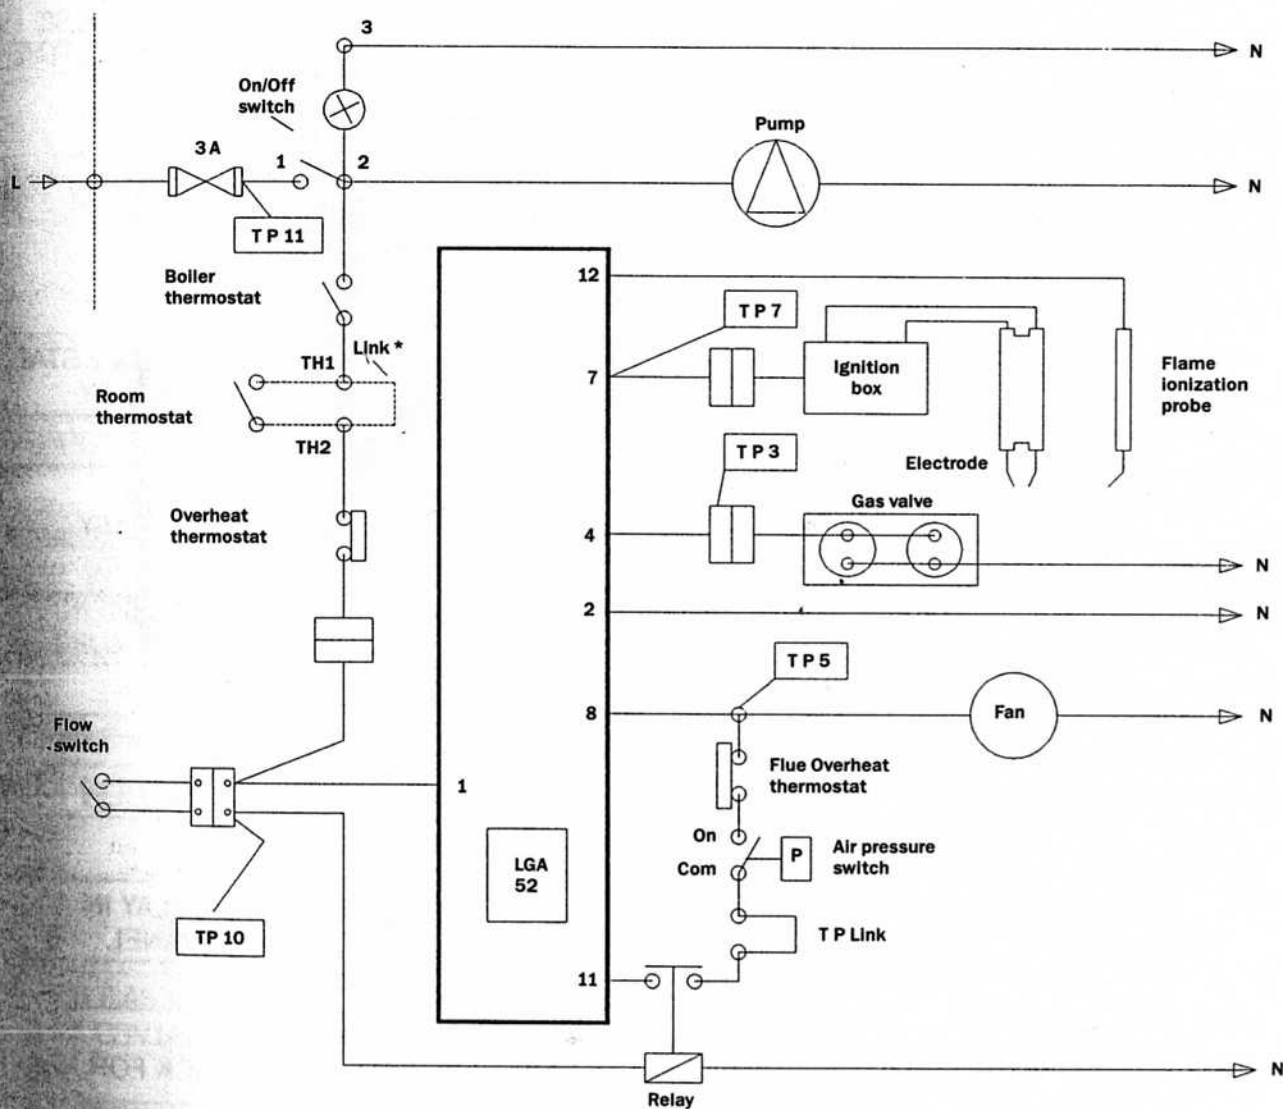 3
N
On/Off
switch
3 A
1
2
Pump
L
N
T P 11
Boiler
thermostat
12
T P 7
Link *
TH1
7
Ignition
box
Flame
ionization
probe
Room
thermostat
TH2
T P 3
Electrode
Gas valve
Overheat
thermostat
4
N
2
N
T P 5
8
Fan
N
Flow
switch
1
Flue Overheat
thermostat
On
Com
P
Air pressure
switch
LGA
52
TP 10
T P Link
11
N
Relay